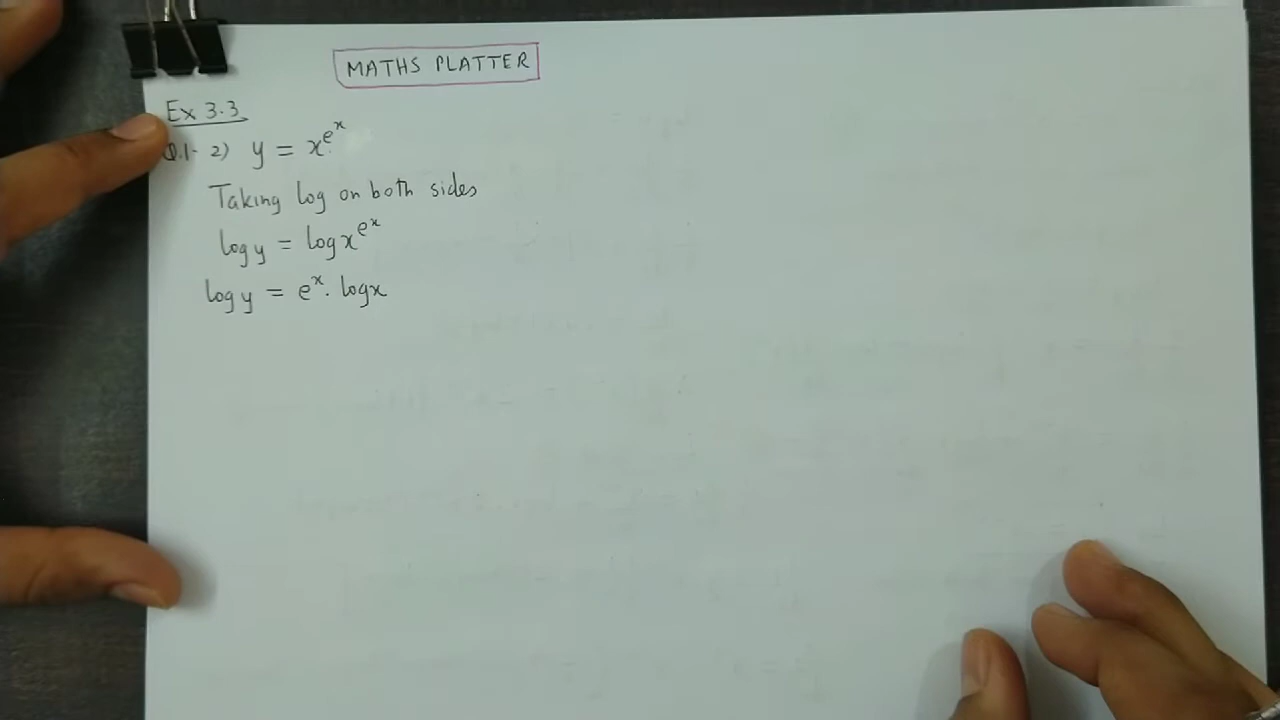 MATHS PLATTER
Ex 3.3
Q.1- 2) y = x^e^x
Taking log on both sides
log y = log x^e^x
log y = e^x . log x